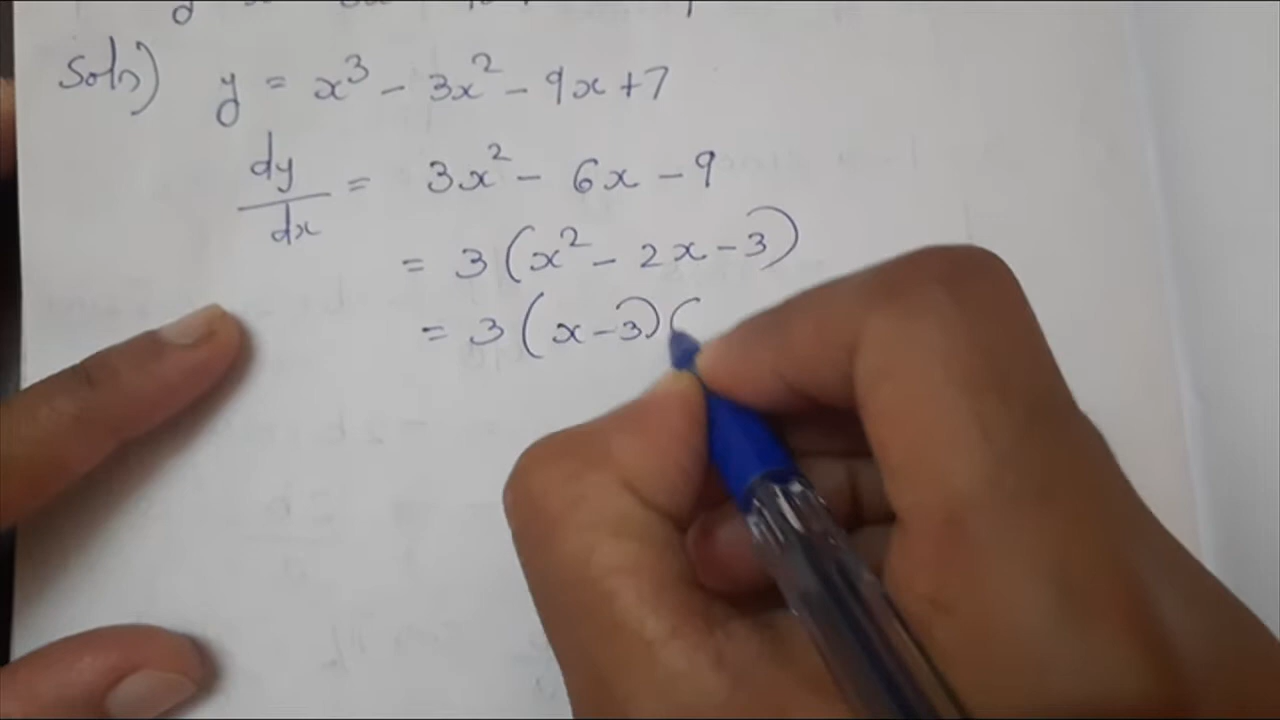 Soln) y = x³ - 3x² - 9x + 7
dy/dx = 3x² - 6x - 9
= 3(x² - 2x - 3)
= 3(x - 3)(